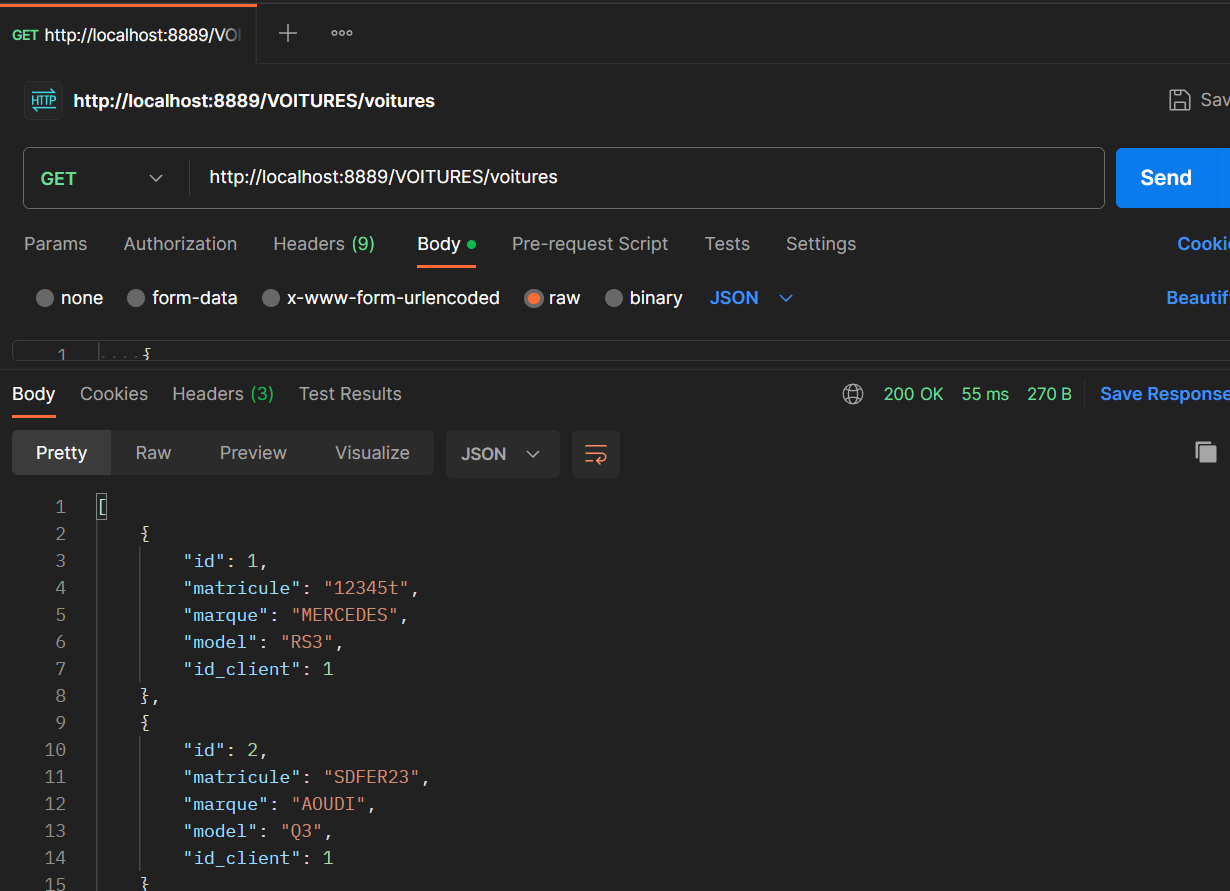 GET http://localhost:8889/VOI
HTTP http://localhost:8889/VOITURES/voitures
Sav
GET http://localhost:8889/VOITURES/voitures Send
Params Authorization Headers (9) Body Pre-request Script Tests Settings Cooki
none form-data x-www-form-urlencoded raw binary JSON Beautif
1 ····{
Body Cookies Headers (3) Test Results 200 OK 55 ms 270 B Save Response
Pretty Raw Preview Visualize JSON
1 [
2 {
3 "id": 1,
4 "matricule": "12345t",
5 "marque": "MERCEDES",
6 "model": "RS3",
7 "id_client": 1
8 },
9 {
10 "id": 2,
11 "matricule": "SDFER23",
12 "marque": "AOUDI",
13 "model": "Q3",
14 "id_client": 1
15 }